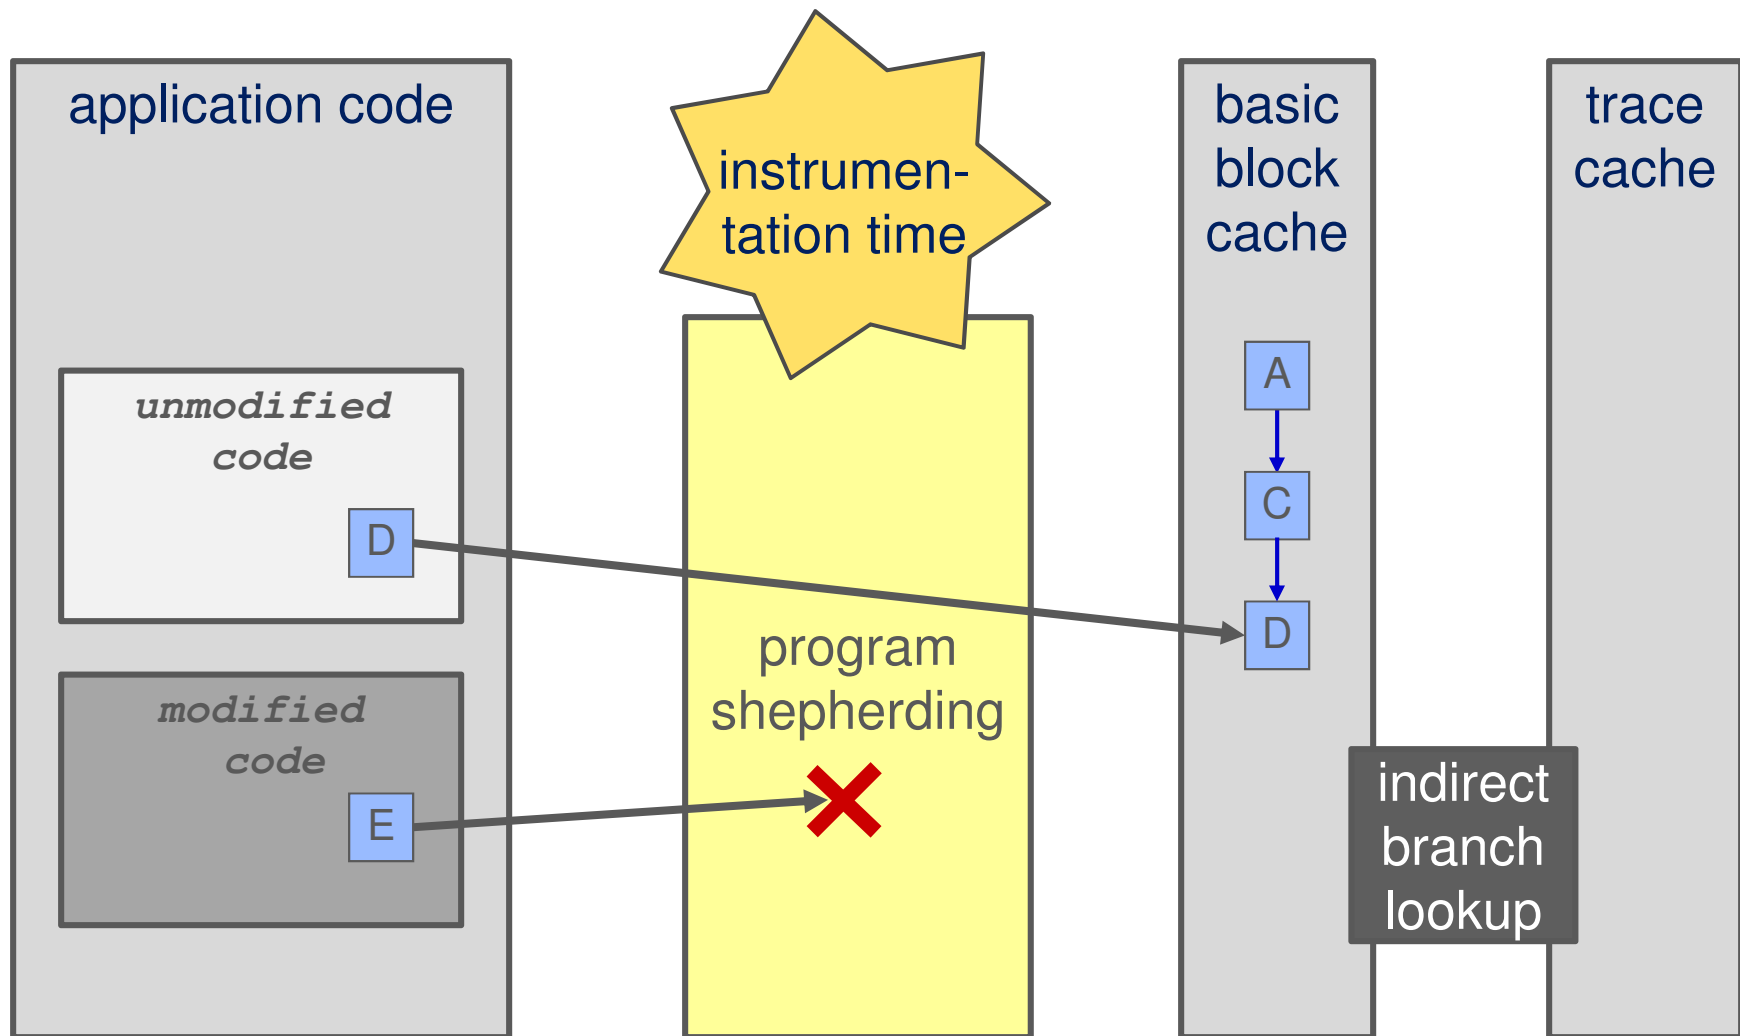 application code
unmodified
code
D
modified
code
E
instrumen-
tation time
program
shepherding
basic
block
cache
A
C
D
indirect
branch
lookup
trace
cache